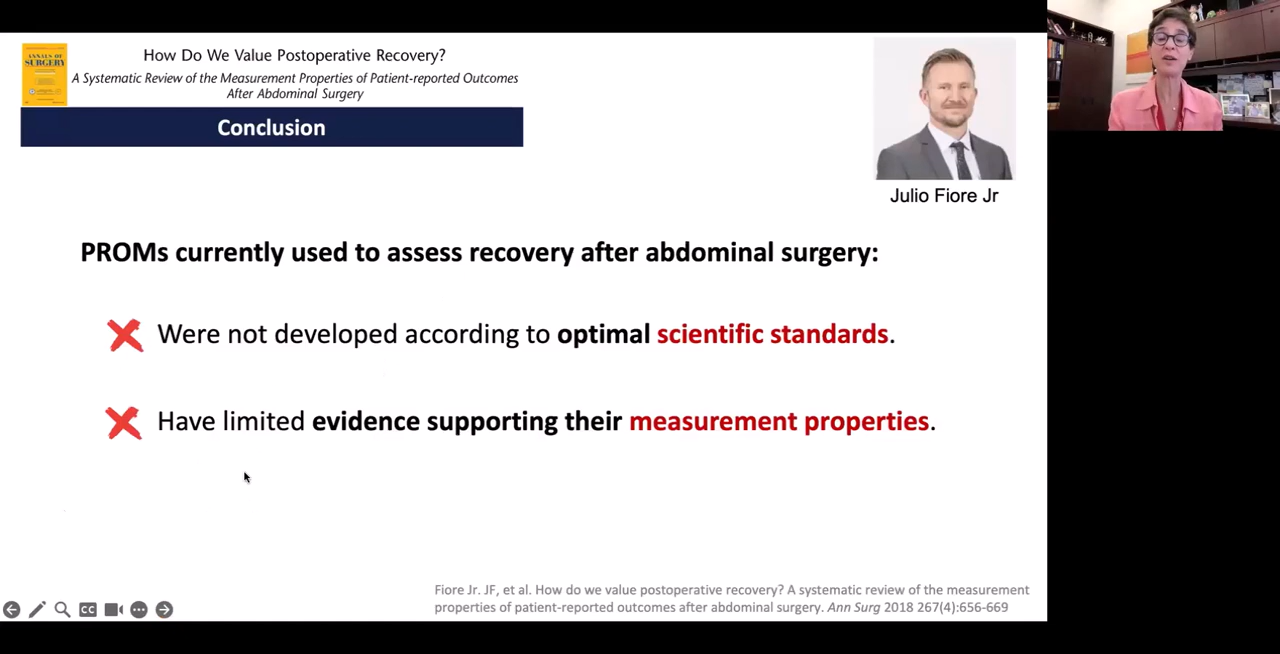 ANNALS OF
SURGERY
How Do We Value Postoperative Recovery?
A Systematic Review of the Measurement Properties of Patient-reported Outcomes
After Abdominal Surgery
Conclusion
Julio Fiore Jr
PROMs currently used to assess recovery after abdominal surgery:
Were not developed according to optimal scientific standards.
Have limited evidence supporting their measurement properties.
Fiore Jr. JF, et al. How do we value postoperative recovery? A systematic review of the measurement
properties of patient-reported outcomes after abdominal surgery. Ann Surg 2018 267(4):656-669
CC